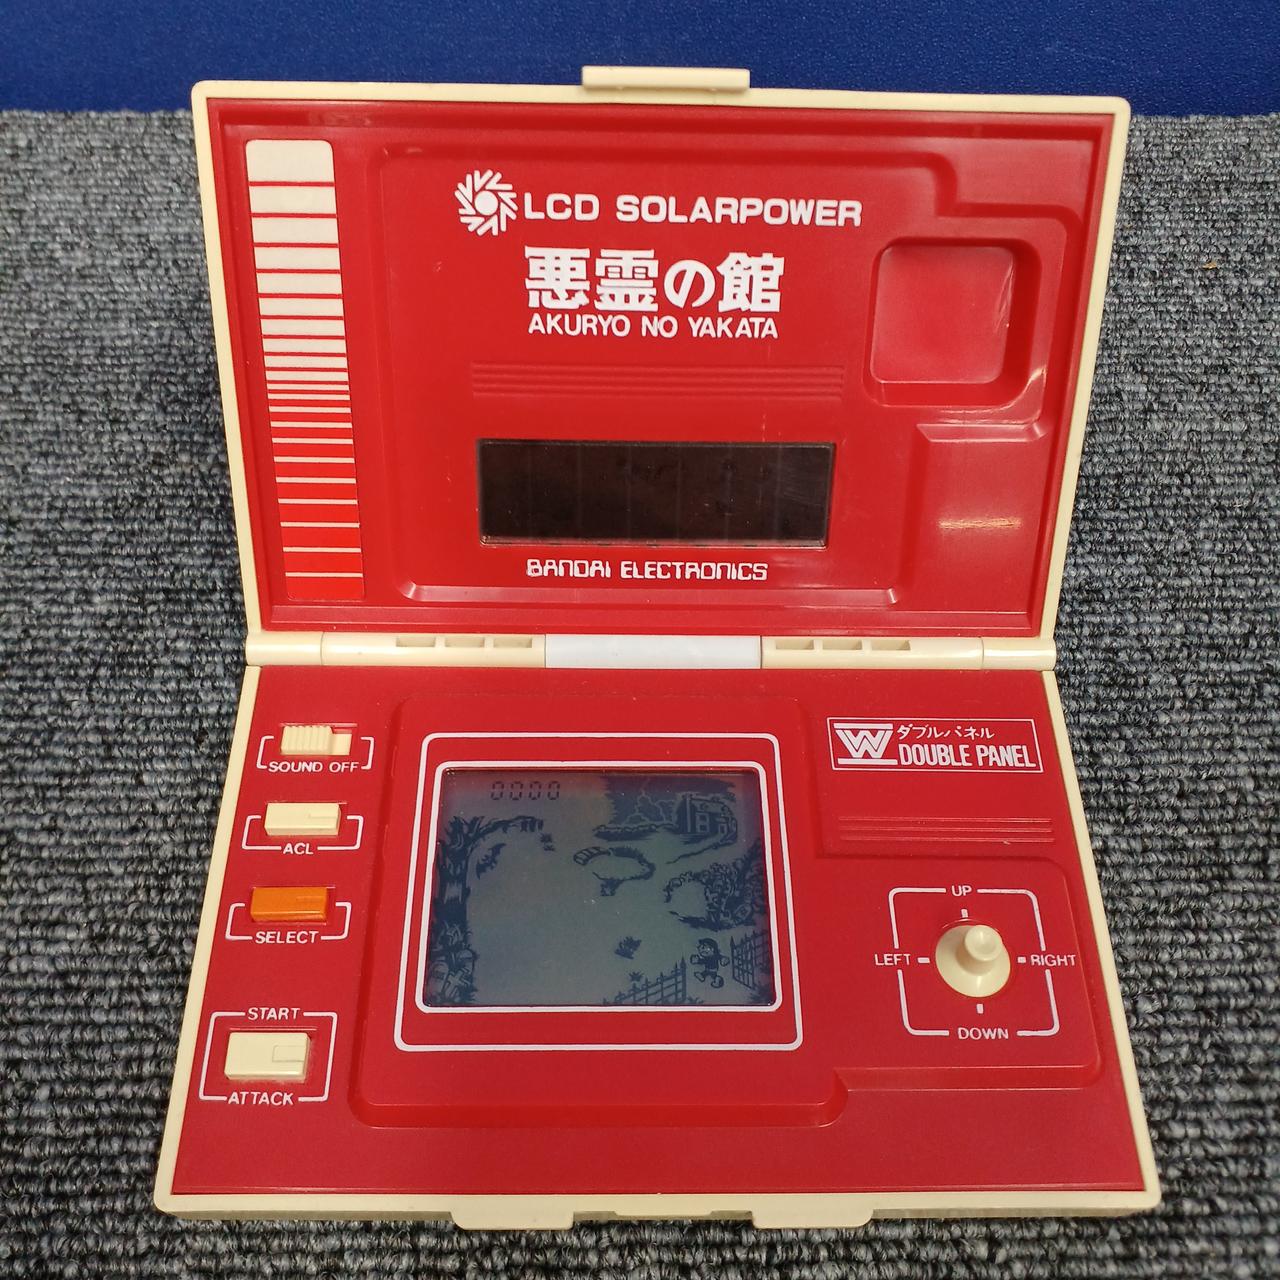 LCD SOLARPOWER
悪霊の館
AKURYO NO YAKATA
BANDAI ELECTRONICS
SOUND OFF
ACL
SELECT
START
ATTACK
0000
W ダブルパネル
DOUBLE PANEL
UP
LEFT
RIGHT
DOWN